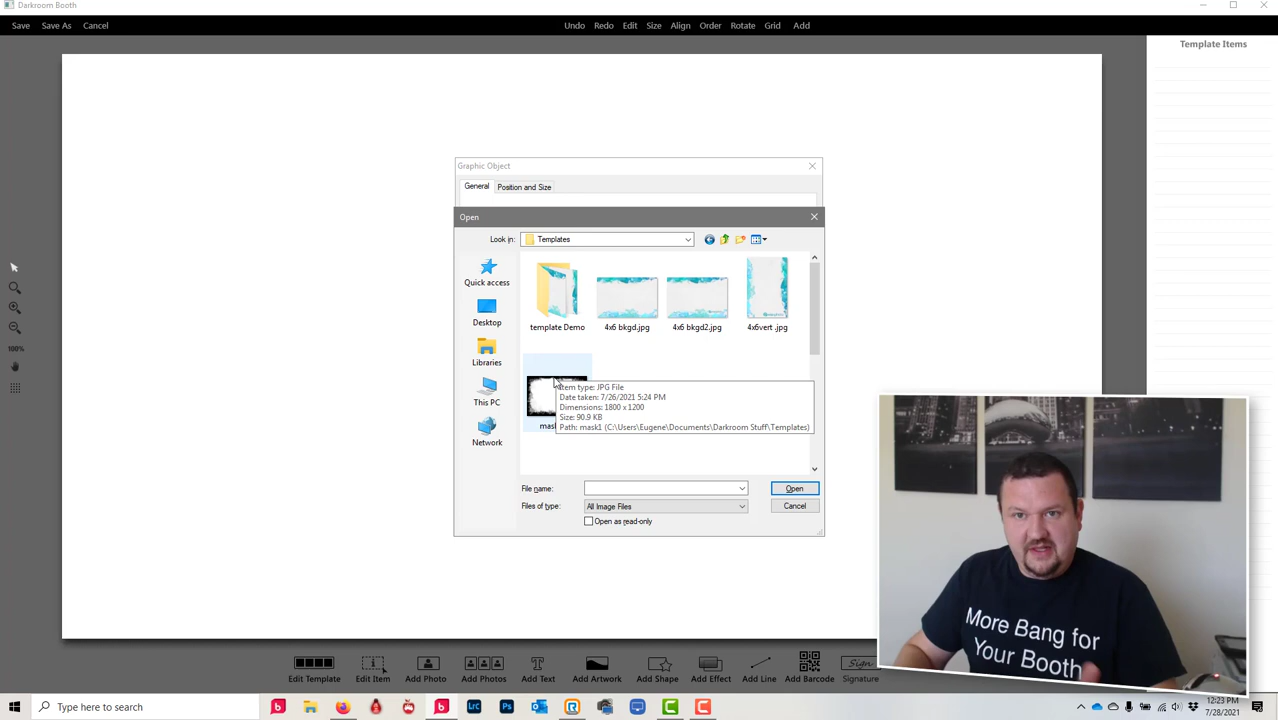 Darkroom Booth
Save Save As Cancel Undo Redo Edit Size Align Order Rotate Grid Add
Template Items
100%
Graphic Object
General Position and Size
Open
Look in: Templates
Quick access
Desktop
Libraries
This PC
Network
template Demo 4x6 bkgd.jpg 4x6 bkgd2.jpg 4x6vert .jpg
Item type: JPG File
Date taken: 7/26/2021 5:24 PM
Dimensions: 1800 x 1200
Size: 90.9 KB
Path: mask1 (C:\Users\Eugene\Documents\Darkroom Stuff\Templates)
File name: Open
Files of type: All Image Files Cancel
Open as read-only
More Bang for
Your Booth
Sign
Edit Template Edit Item Add Photo Add Photos Add Text Add Artwork Add Shape Add Effect Add Line Add Barcode Signature
Type here to search
Lrc Ps
12:23 PM
7/28/2021